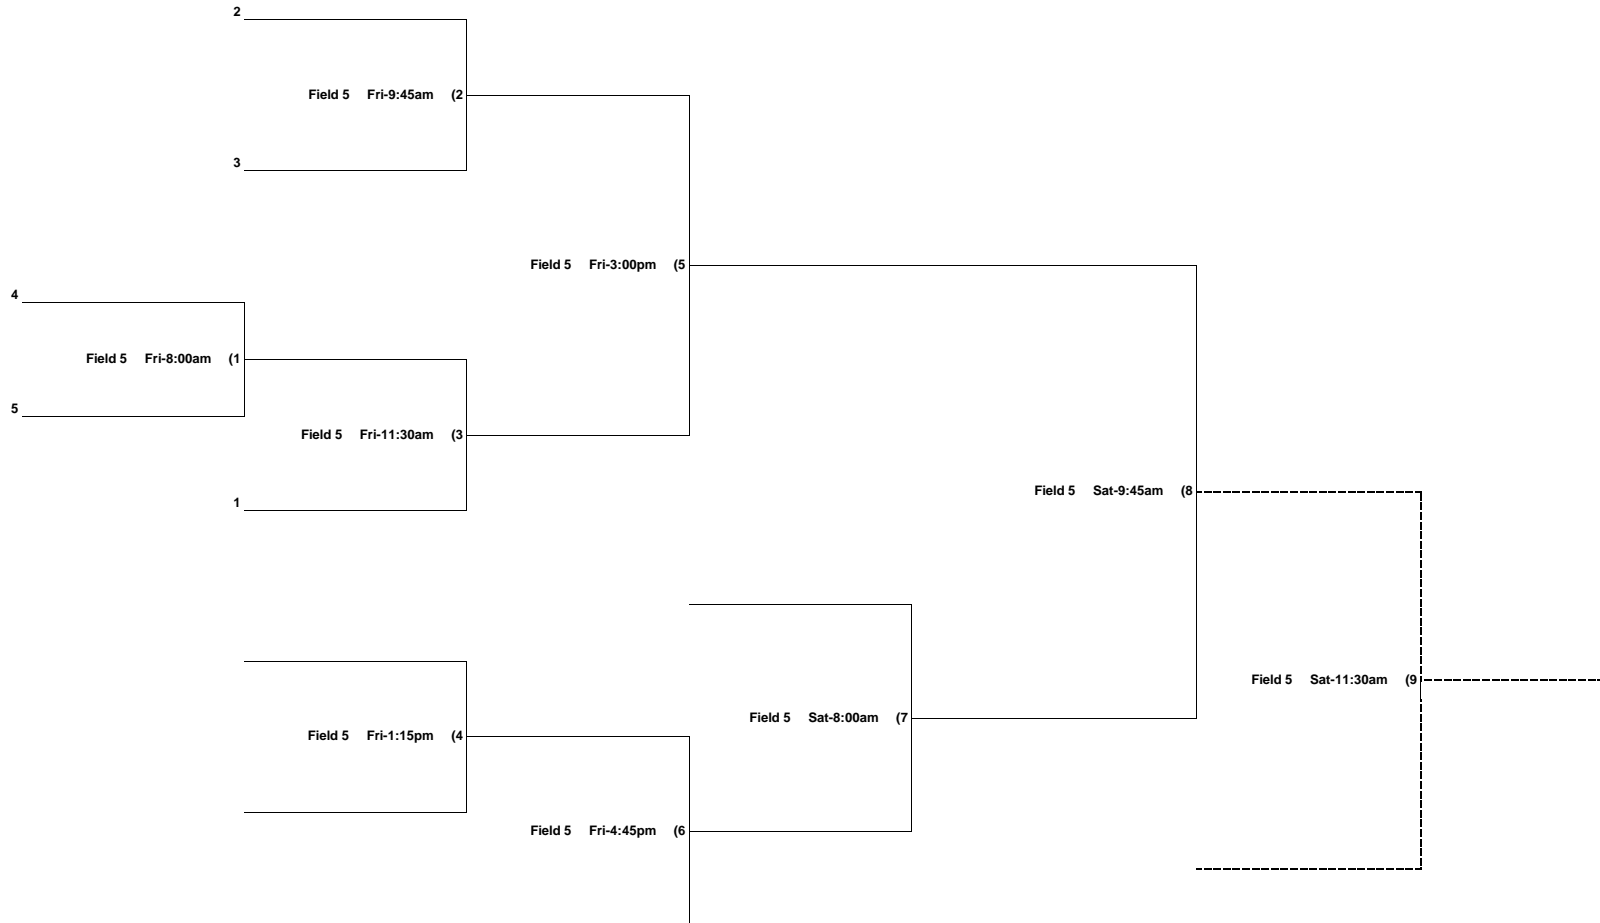 2
Field 5 Fri-9:45am (2
3
Field 5 Fri-3:00pm (5
4
Field 5 Fri-8:00am (1
5
Field 5 Fri-11:30am (3
1
Field 5 Sat-9:45am (8
Field 5 Sat-11:30am (9
Field 5 Sat-8:00am (7
Field 5 Fri-1:15pm (4
Field 5 Fri-4:45pm (6